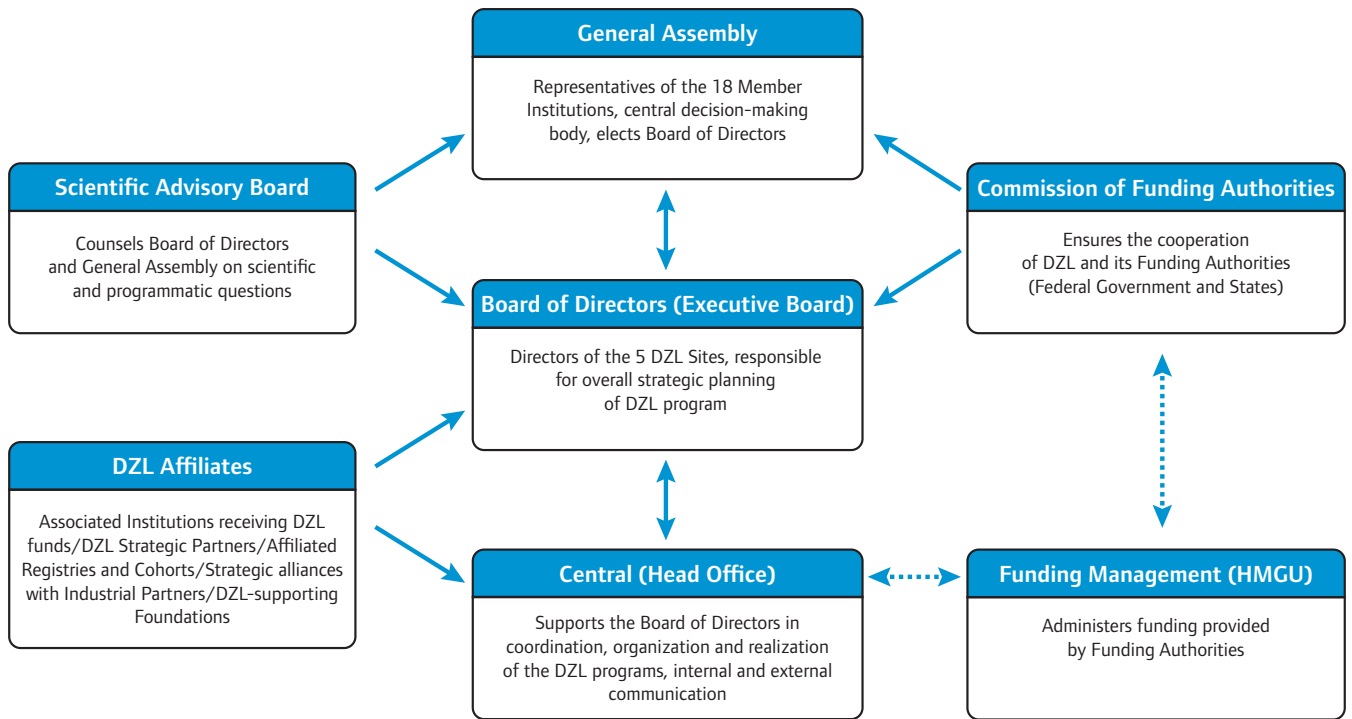 General Assembly
Representatives of the 18 Member
Institutions, central decision-making
body, elects Board of Directors
Scientific Advisory Board
Counsels Board of Directors
and General Assembly on scientific
and programmatic questions
Commission of Funding Authorities
Ensures the cooperation
of DZL and its Funding Authorities
(Federal Government and States)
Board of Directors (Executive Board)
Directors of the 5 DZL Sites, responsible
for overall strategic planning
of DZL program
DZL Affiliates
Associated Institutions receiving DZL
funds/DZL Strategic Partners/Affiliated
Registries and Cohorts/Strategic alliances
with Industrial Partners/DZL-supporting
Foundations
Central (Head Office)
Supports the Board of Directors in
coordination, organization and realization
of the DZL programs, internal and external
communication
Funding Management (HMGU)
Administers funding provided
by Funding Authorities